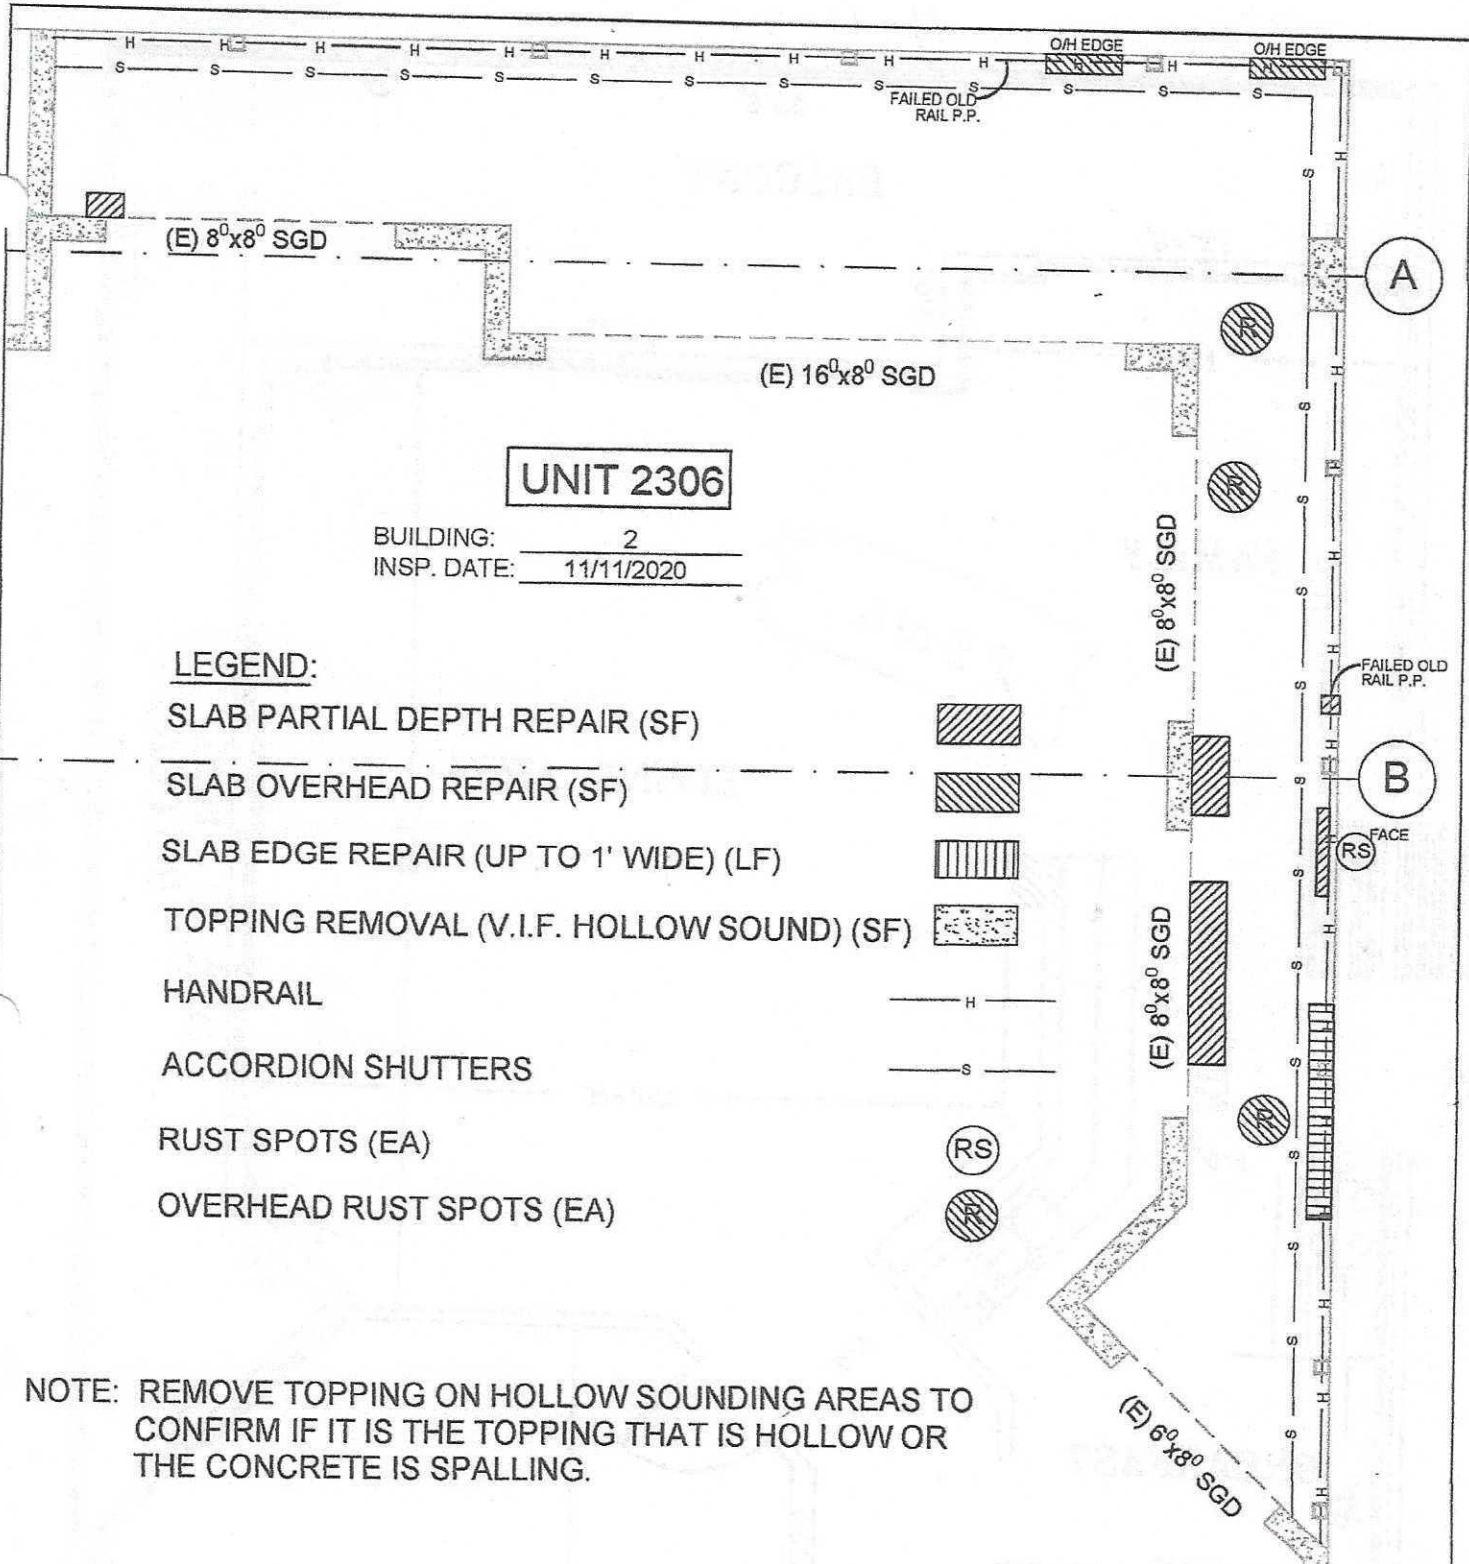 H H H H H H H H H O/H EDGE H H O/H EDGE H
S S S S S S S S S S S S S
FAILED OLD
RAIL P.P.
H
S
(E) 8⁰x8⁰ SGD
A
R
(E) 16⁰x8⁰ SGD
H
S
UNIT 2306
R
H
S
BUILDING: 2
INSP. DATE: 11/11/2020
(E) 8⁰x8⁰ SGD
H
S
H
LEGEND:
FAILED OLD
RAIL P.P.
S
SLAB PARTIAL DEPTH REPAIR (SF)
H
B
S
SLAB OVERHEAD REPAIR (SF)
SLAB EDGE REPAIR (UP TO 1' WIDE) (LF)
FACE
RS
H
S
TOPPING REMOVAL (V.I.F. HOLLOW SOUND) (SF)
H
(E) 8⁰x8⁰ SGD
S
HANDRAIL H
ACCORDION SHUTTERS S
S
RUST SPOTS (EA) RS
R
S
OVERHEAD RUST SPOTS (EA) R
S
H
S
H
NOTE: REMOVE TOPPING ON HOLLOW SOUNDING AREAS TO
CONFIRM IF IT IS THE TOPPING THAT IS HOLLOW OR
THE CONCRETE IS SPALLING.
H
S
(E) 6⁰x8⁰ SGD
H